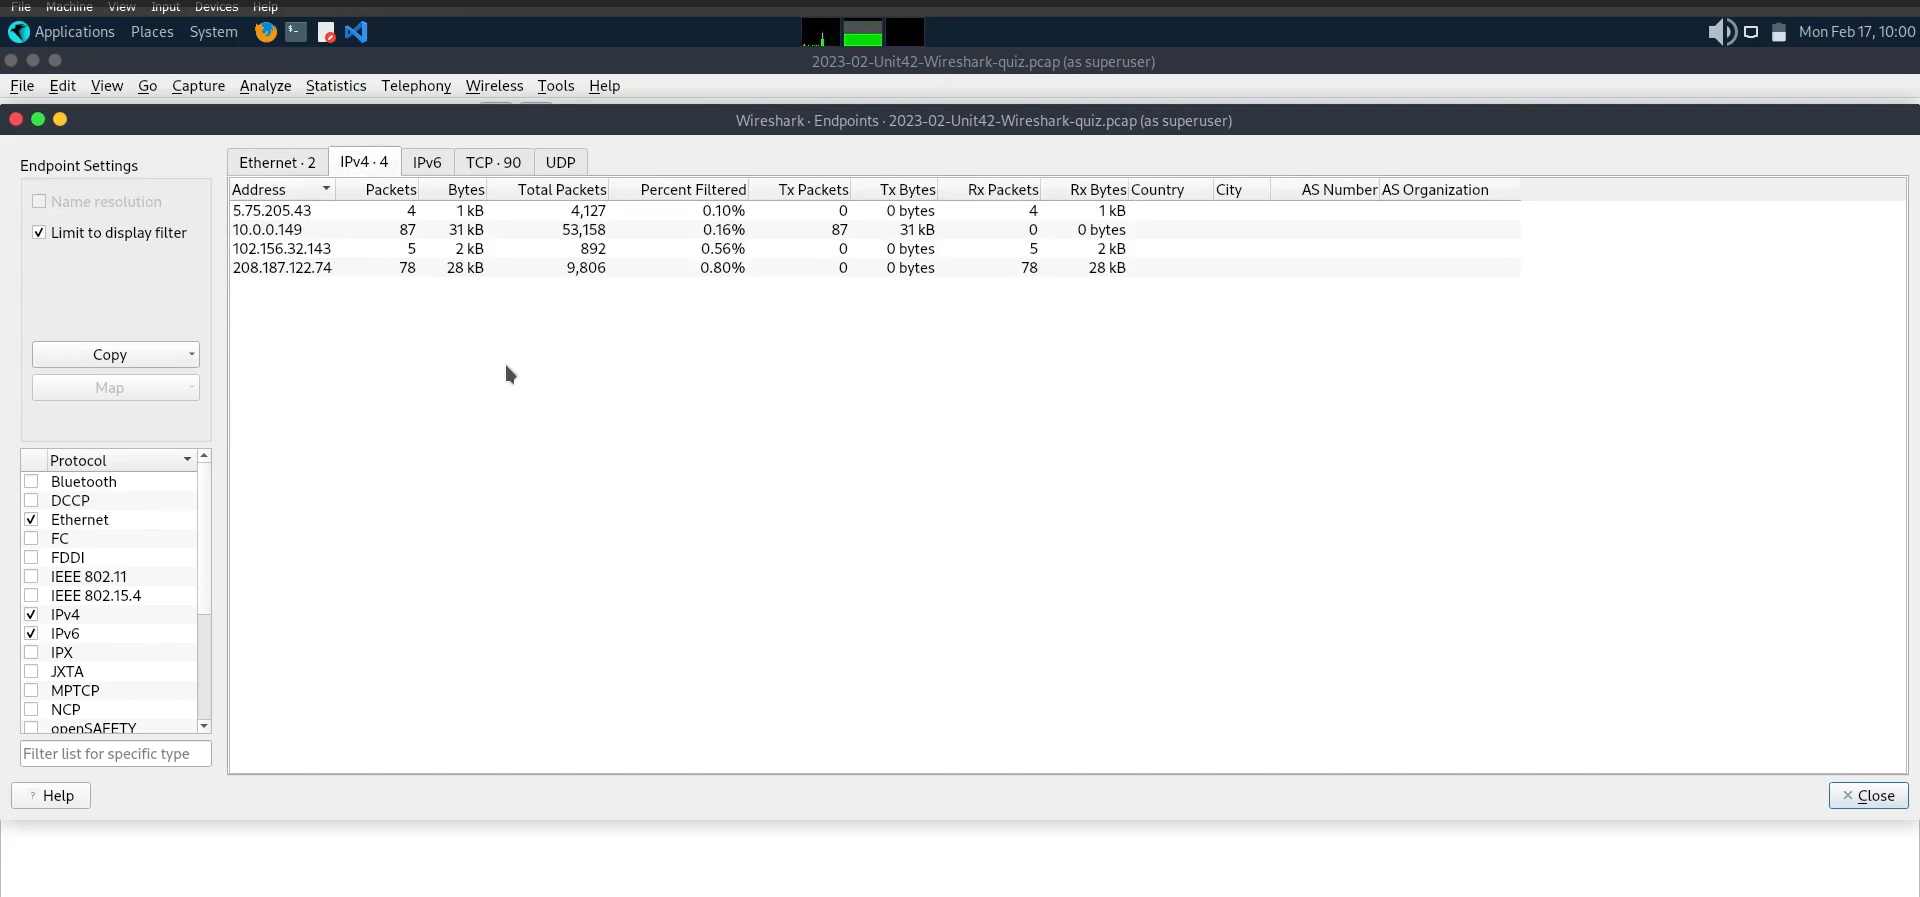 File Machine View Input Devices Help
Applications Places System Mon Feb 17, 10:00
2023-02-Unit42-Wireshark-quiz.pcap (as superuser)
File Edit View Go Capture Analyze Statistics Telephony Wireless Tools Help
Wireshark · Endpoints · 2023-02-Unit42-Wireshark-quiz.pcap (as superuser)
Endpoint Settings
Name resolution
Limit to display filter
Copy
Map
Protocol
Bluetooth
DCCP
Ethernet
FC
FDDI
IEEE 802.11
IEEE 802.15.4
IPv4
IPv6
IPX
JXTA
MPTCP
NCP
openSAFETY
Filter list for specific type
Ethernet · 2 IPv4 · 4 IPv6 TCP · 90 UDP
Address Packets Bytes Total Packets Percent Filtered Tx Packets Tx Bytes Rx Packets Rx Bytes Country City AS Number AS Organization
5.75.205.43 4 1 kB 4,127 0.10% 0 0 bytes 4 1 kB
10.0.0.149 87 31 kB 53,158 0.16% 87 31 kB 0 0 bytes
102.156.32.143 5 2 kB 892 0.56% 0 0 bytes 5 2 kB
208.187.122.74 78 28 kB 9,806 0.80% 0 0 bytes 78 28 kB
? Help
Close